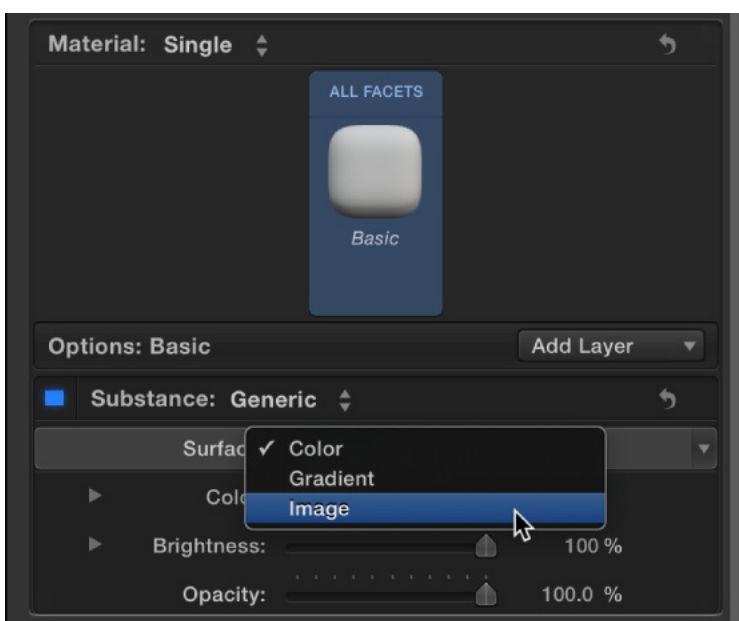 Material: Single
ALL FACETS
Basic
Options: Basic Add Layer
Substance: Generic
Surfac ✓ Color
Gradient
Colo Image
Brightness: 100 %
Opacity: 100.0 %